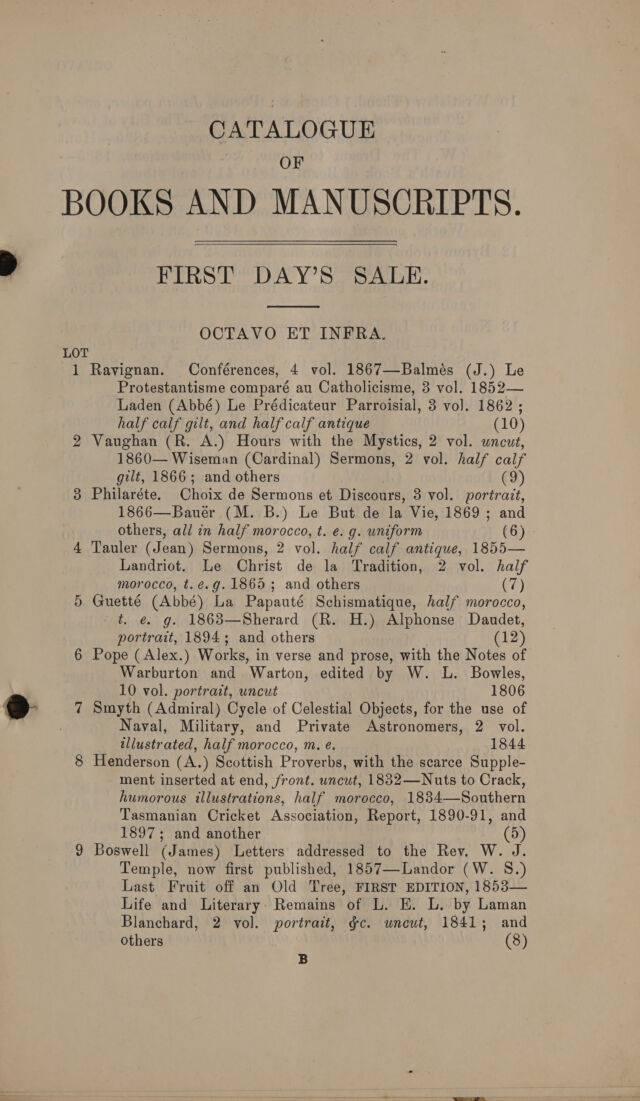 CATALOGUE
OF
BOOKS AND MANUSCRIPTS.
FIRST DAY'S SALE.
OCTAVO ET INFRA.
LOT
1 Ravignan. Conférences, 4 vol. 1867—Balmès (J.) Le
Protestantisme comparé au Catholicisme, 3 vol. 1852—
Laden (Abbé) Le Prédicateur Parroisial, 3 vol. 1862;
half calf gilt, and half calf antique (10)
2 Vaughan (R. A.) Hours with the Mystics, 2 vol. uncut,
1860—Wiseman (Cardinal) Sermons, 2 vol. half calf
gilt, 1866; and others (9)
3 Philaréte. Choix de Sermons et Discours, 3 vol. portrait,
1866—Bauër (M. B.) Le But de la Vie, 1869; and
others, all in half morocco, t. e. g. uniform (6)
4 Tauler (Jean) Sermons, 2 vol. half calf antique, 1855—
Landriot. Le Christ de la Tradition, 2 vol. half
morocco, t. e. g. 1865; and others (7)
5 Guetté (Abbé) La Papauté Schismatique, half morocco,
t. e. g. 1863—Sherard (R. H.) Alphonse Daudet,
portrait, 1894; and others (12)
6 Pope (Alex.) Works, in verse and prose, with the Notes of
Warburton and Warton, edited by W. L. Bowles,
10 vol. portrait, uncut 1806
7 Smyth (Admiral) Cycle of Celestial Objects, for the use of
Naval, Military, and Private Astronomers, 2 vol.
illustrated, half morocco, m. e. 1844
8 Henderson (A.) Scottish Proverbs, with the scarce Supple-
ment inserted at end, front. uncut, 1832—Nuts to Crack,
humorous illustrations, half morocco, 1834—Southern
Tasmanian Cricket Association, Report, 1890-91, and
1897; and another (5)
9 Boswell (James) Letters addressed to the Rev. W. J.
Temple, now first published, 1857—Landor (W. S.)
Last Fruit off an Old Tree, FIRST EDITION, 1853—
Life and Literary Remains of L. E. L. by Laman
Blanchard, 2 vol. portrait, &c. uncut, 1841; and
others (8)
B